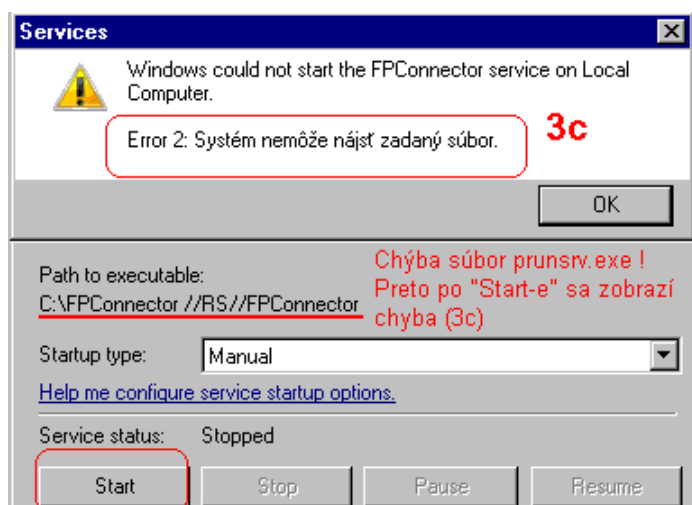 Services
Windows could not start the FPConnector service on Local
Computer.
Error 2: Systém nemôže nájsť zadaný súbor.
3c
OK
Chýba súbor prunsrv.exe !
Preto po "Start-e" sa zobrazí
chyba (3c)
Path to executable:
C:\FPConnector //RS//FPConnector
Startup type:
Manual
Help me configure service startup options.
Service status:
Stopped
Start
Stop
Pause
Resume